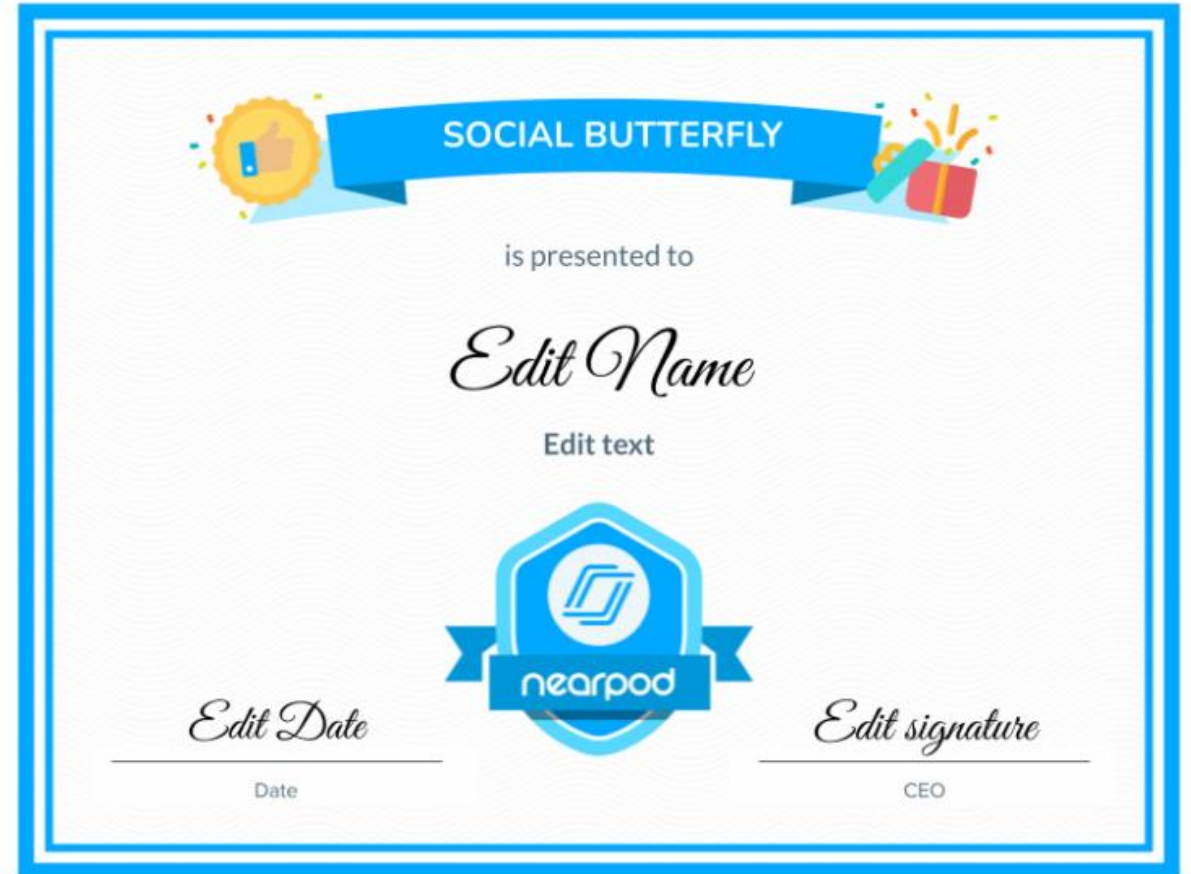 SOCIAL BUTTERFLY
is presented to
Edit Name
Edit text
nearpod
Edit Date
Date
Edit signature
CEO